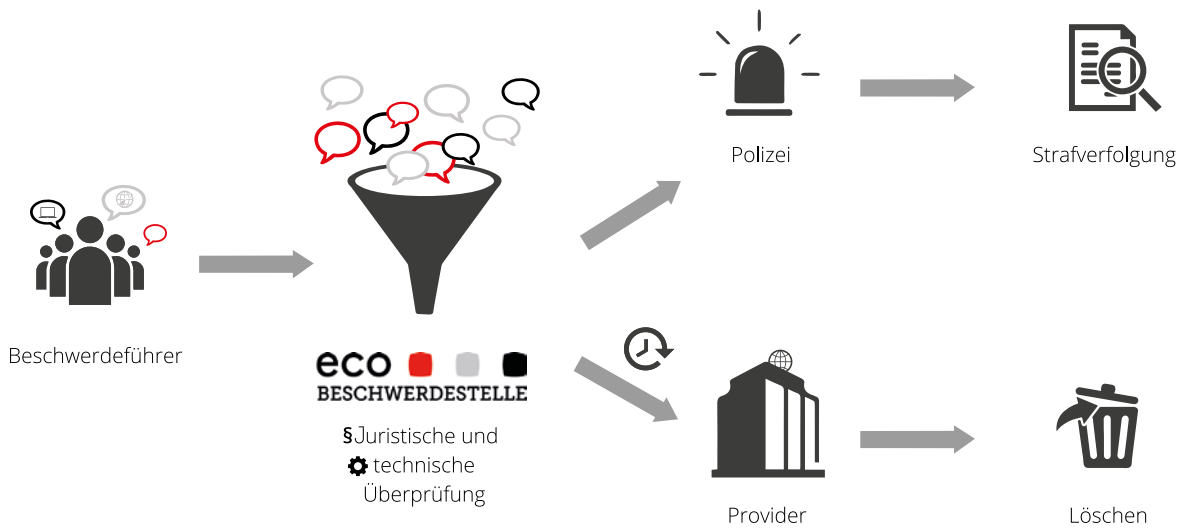 Beschwerdeführer
eco
BESCHWERDESTELLE
§Juristische und
technische
Überprüfung
Polizei
Strafverfolgung
Provider
Löschen